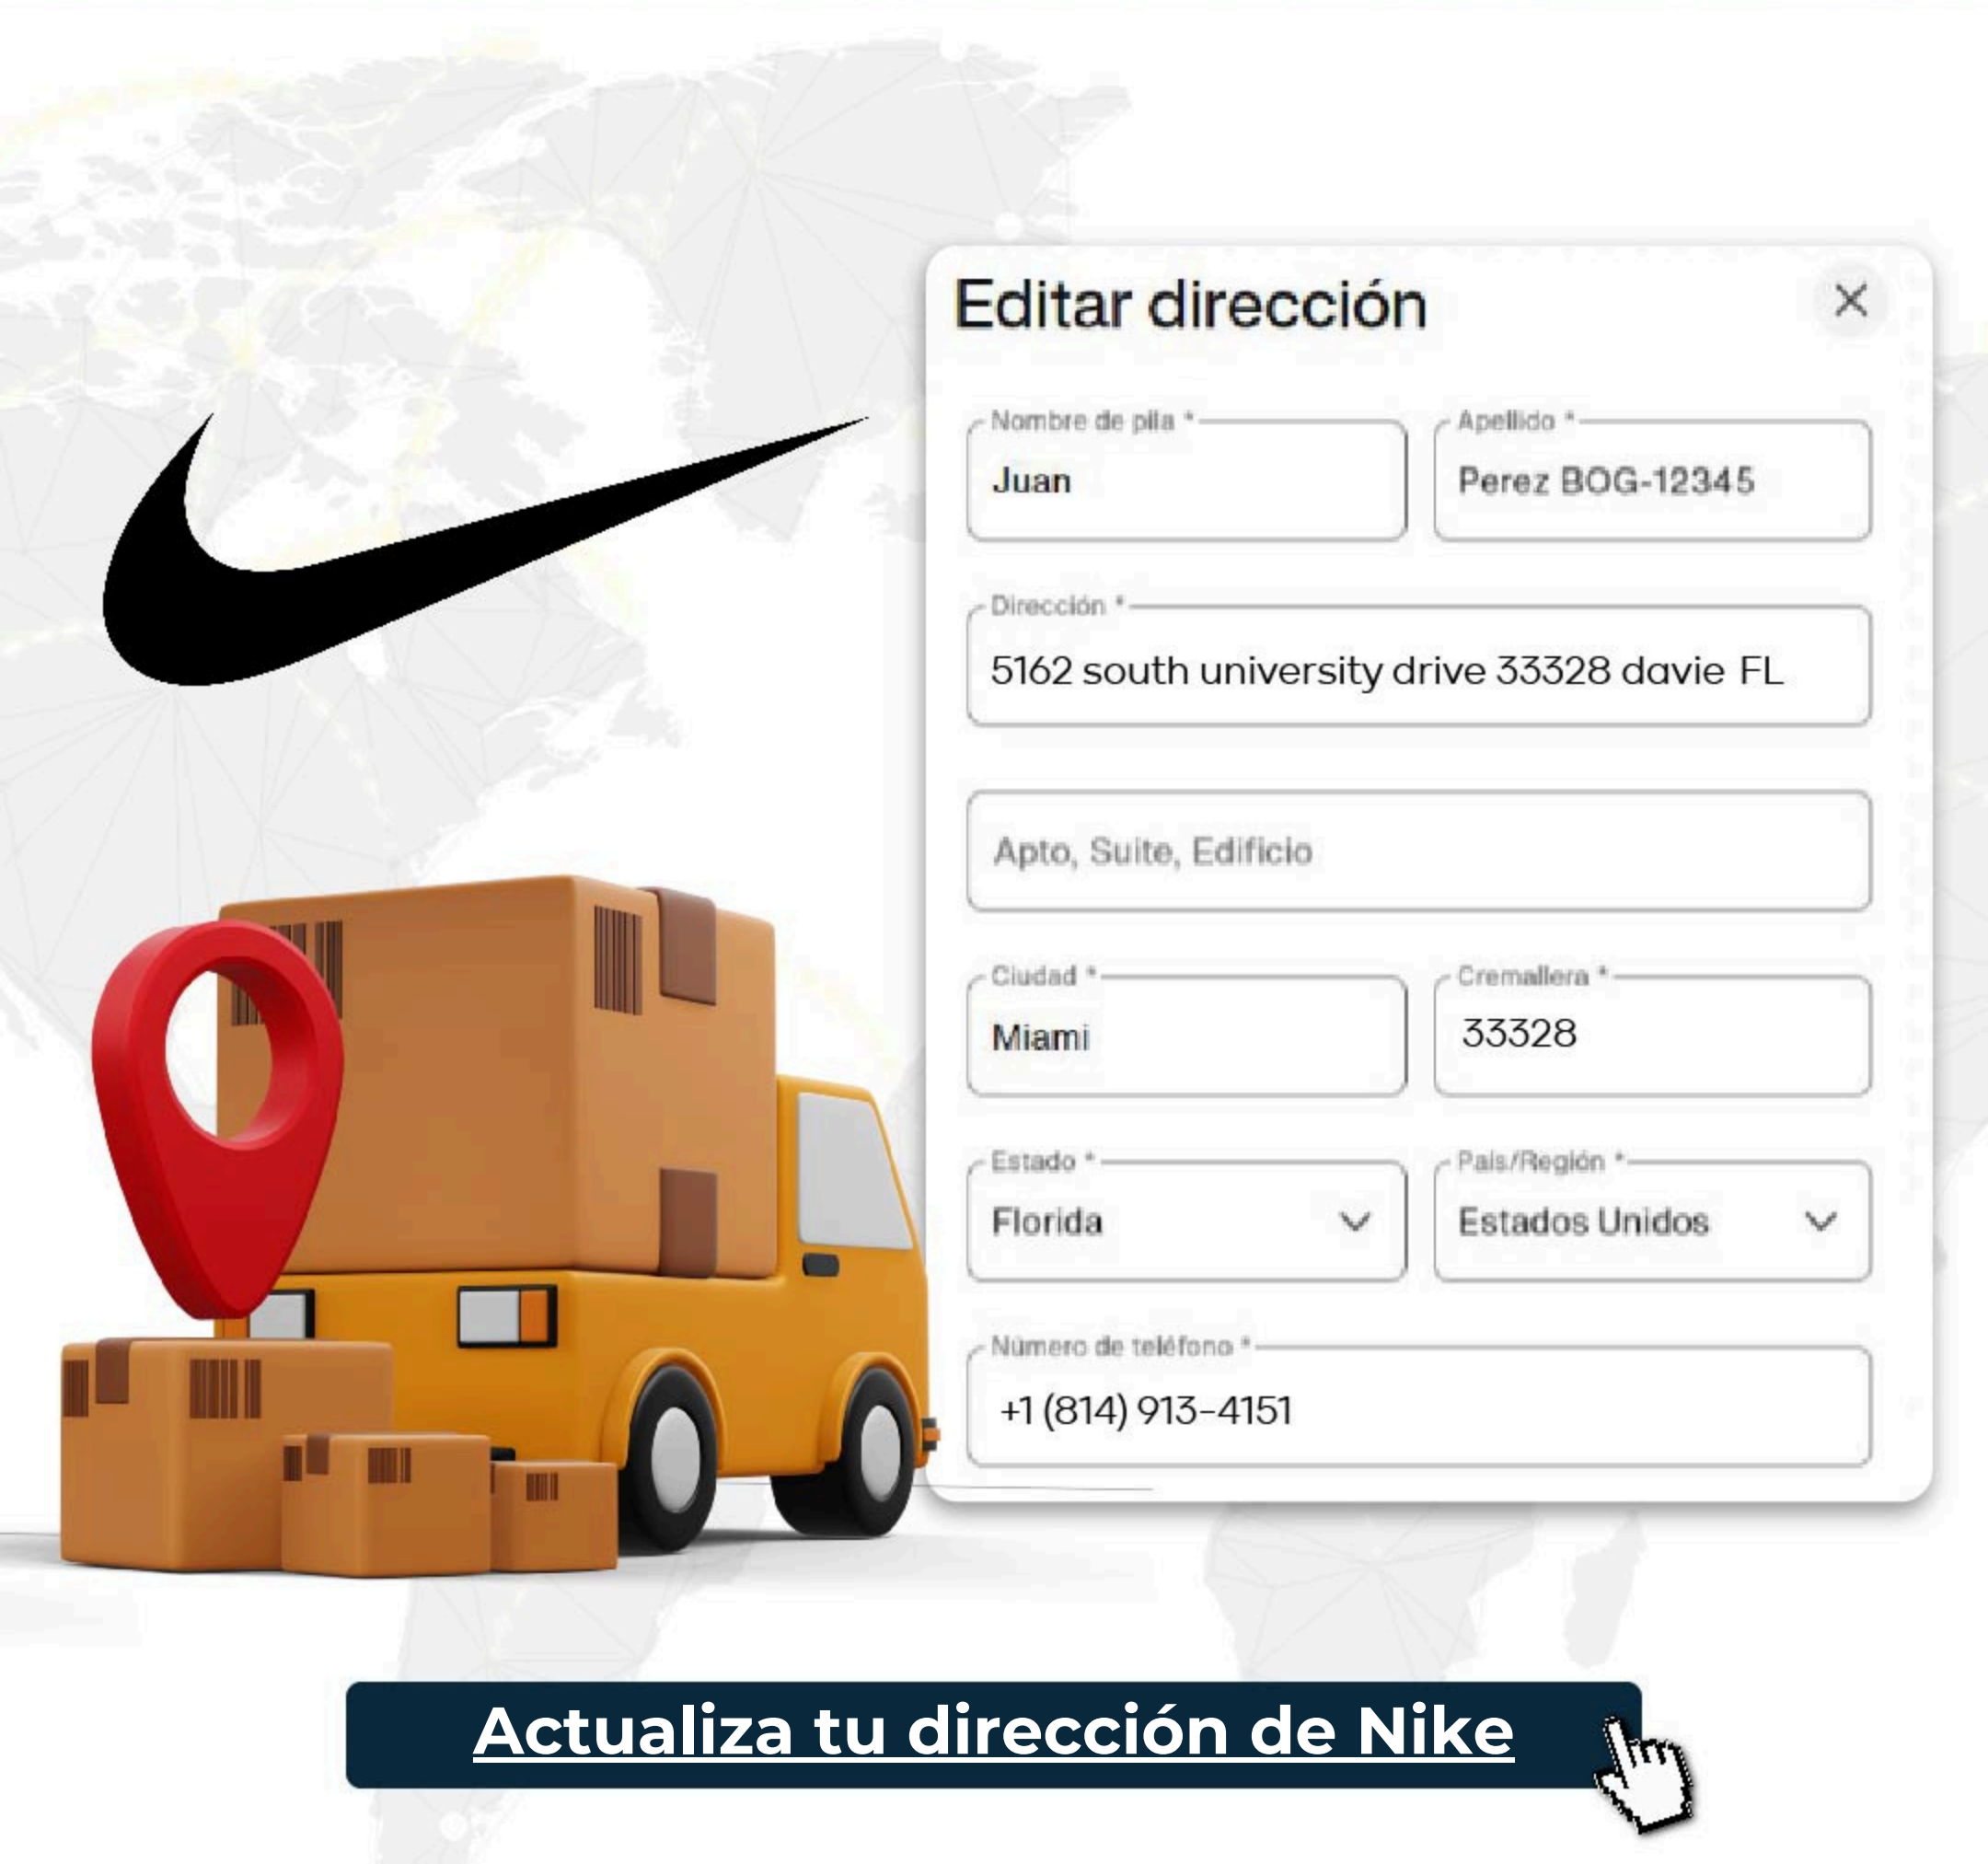 Editar dirección
Nombre de pila *
Apellido *
Juan
Perez BOG-12345
Dirección *
5162 south university drive 33328 davie FL
Apto, Suite, Edificio
Ciudad *
Cremallera *
Miami
33328
Estado *
País/Región *
Florida
Estados Unidos
Número de teléfono *
+1 (814) 913-4151
Actualiza tu dirección de Nike